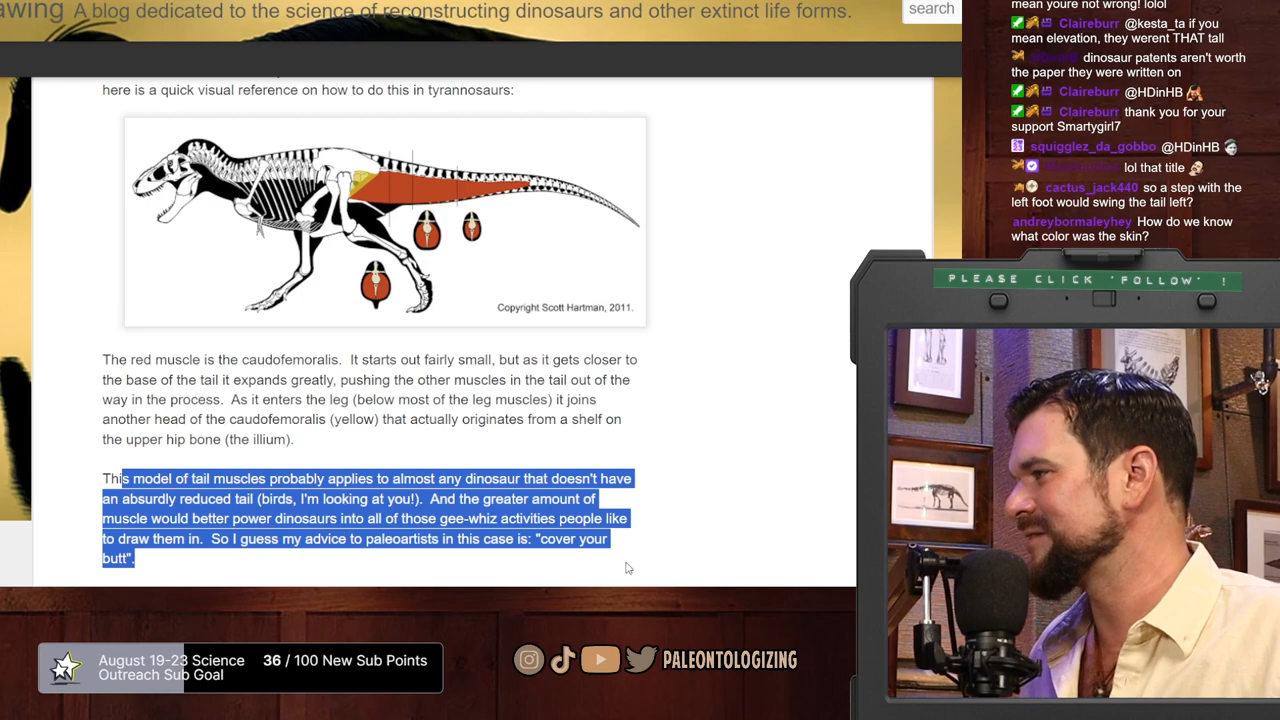 awing A blog dedicated to the science of reconstructing dinosaurs and other extinct life forms.
search
here is a quick visual reference on how to do this in tyrannosaurs:
Copyright Scott Hartman, 2011.
The red muscle is the caudofemoralis. It starts out fairly small, but as it gets closer to
the base of the tail it expands greatly, pushing the other muscles in the tail out of the
way in the process. As it enters the leg (below most of the leg muscles) it joins
another head of the caudofemoralis (yellow) that actually originates from a shelf on
the upper hip bone (the illium).
This model of tail muscles probably applies to almost any dinosaur that doesn't have
an absurdly reduced tail (birds, I'm looking at you!). And the greater amount of
muscle would better power dinosaurs into all of those gee-whiz activities people like
to draw them in. So I guess my advice to paleoartists in this case is: "cover your
butt".
mean youre not wrong! lolol
Claireburr @kesta_ta if you
mean elevation, they werent THAT tall
dinosaur patents aren't worth
the paper they were written on
Claireburr @HDinHB
Claireburr thank you for your
support Smartygirl7
squigglez_da_gobbo @HDinHB
lol that title
cactus_jack440 so a step with the
left foot would swing the tail left?
andreybormaleyhey How do we know
what color was the skin?
PLEASE CLICK 'FOLLOW' !
August 19-23 Science 36 / 100 New Sub Points
Outreach Sub Goal
PALEONTOLOGIZING